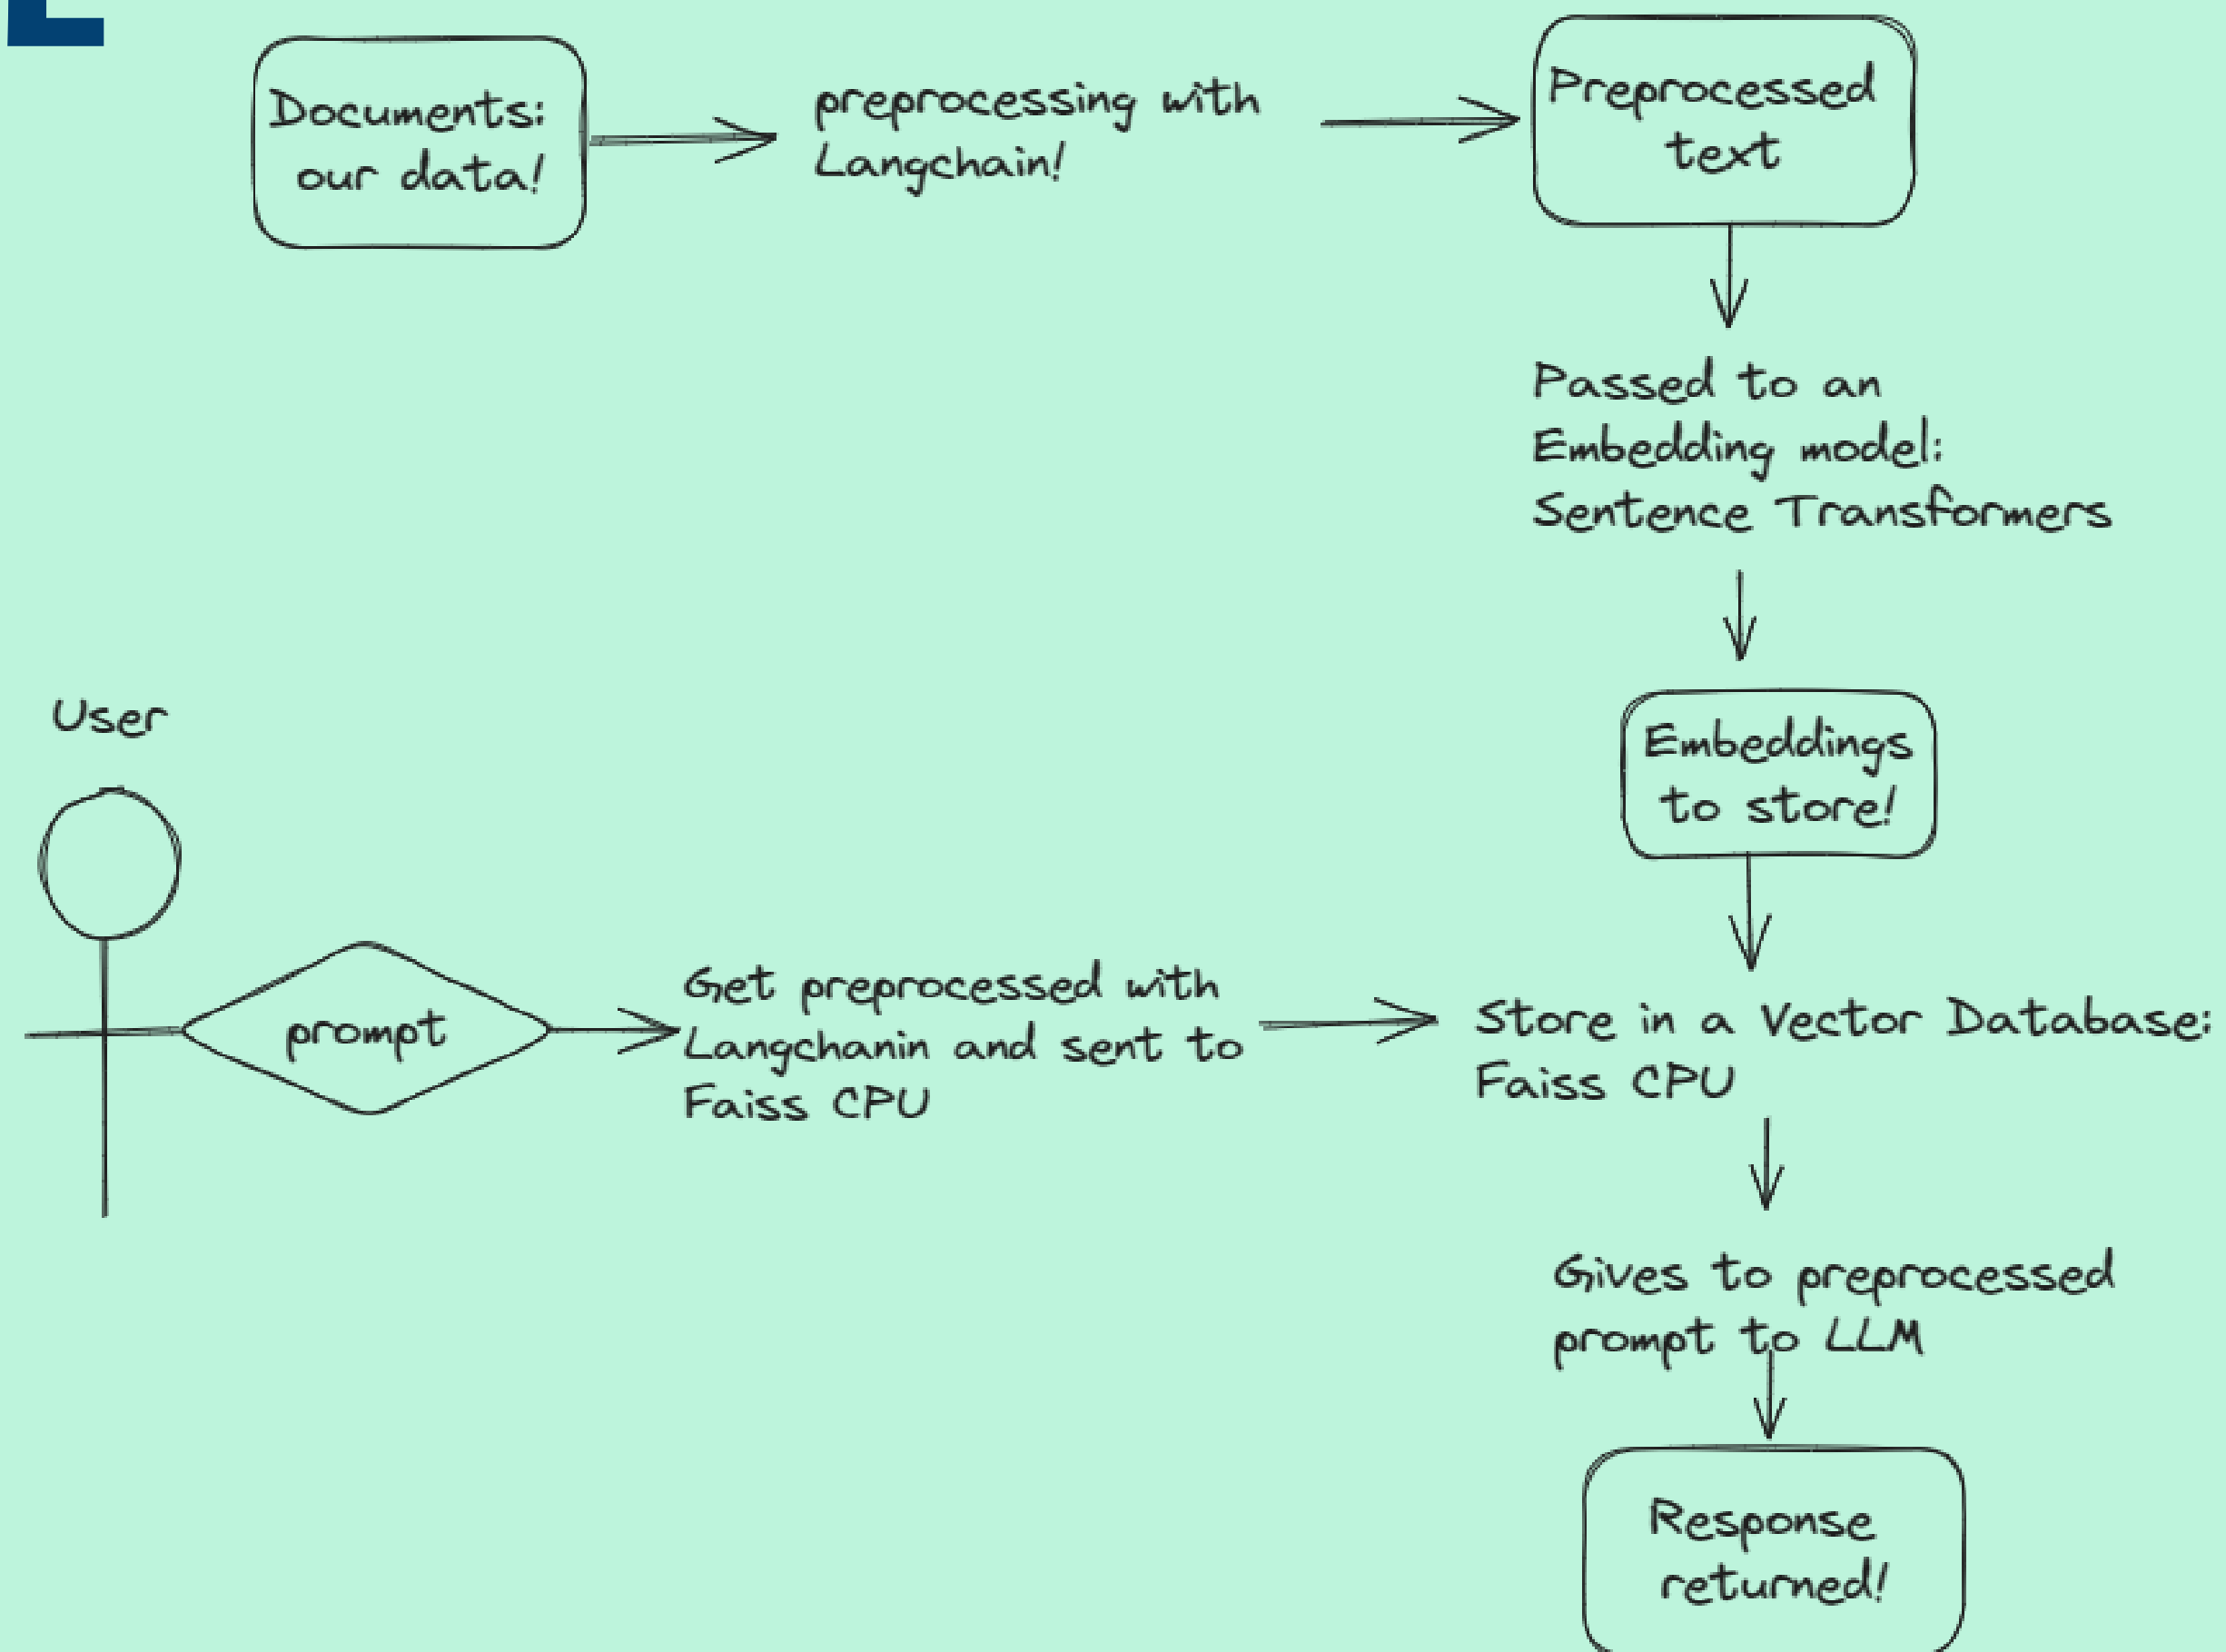 Documents:
our data!
preprocessing with
Langchain!
Preprocessed
text
Passed to an
Embedding model:
Sentence Transformers
Embeddings
to store!
User
prompt
Get preprocessed with
Langchanin and sent to
Faiss CPU
Store in a Vector Database:
Faiss CPU
Gives to preprocessed
prompt to LLM
Response
returned!